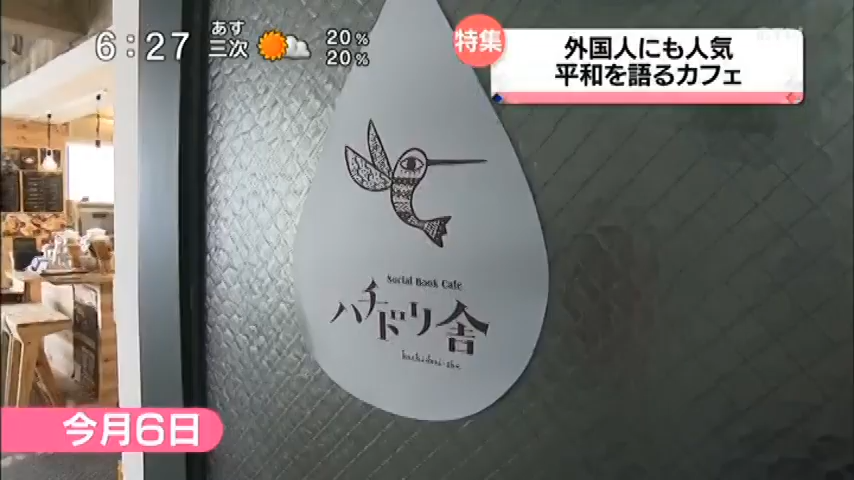 6:27
あす
三次
20%
20%
特集
外国人にも人気
平和を語るカフェ
Social Book Cafe
ハチドリ舎
hachidori-sha
今月6日